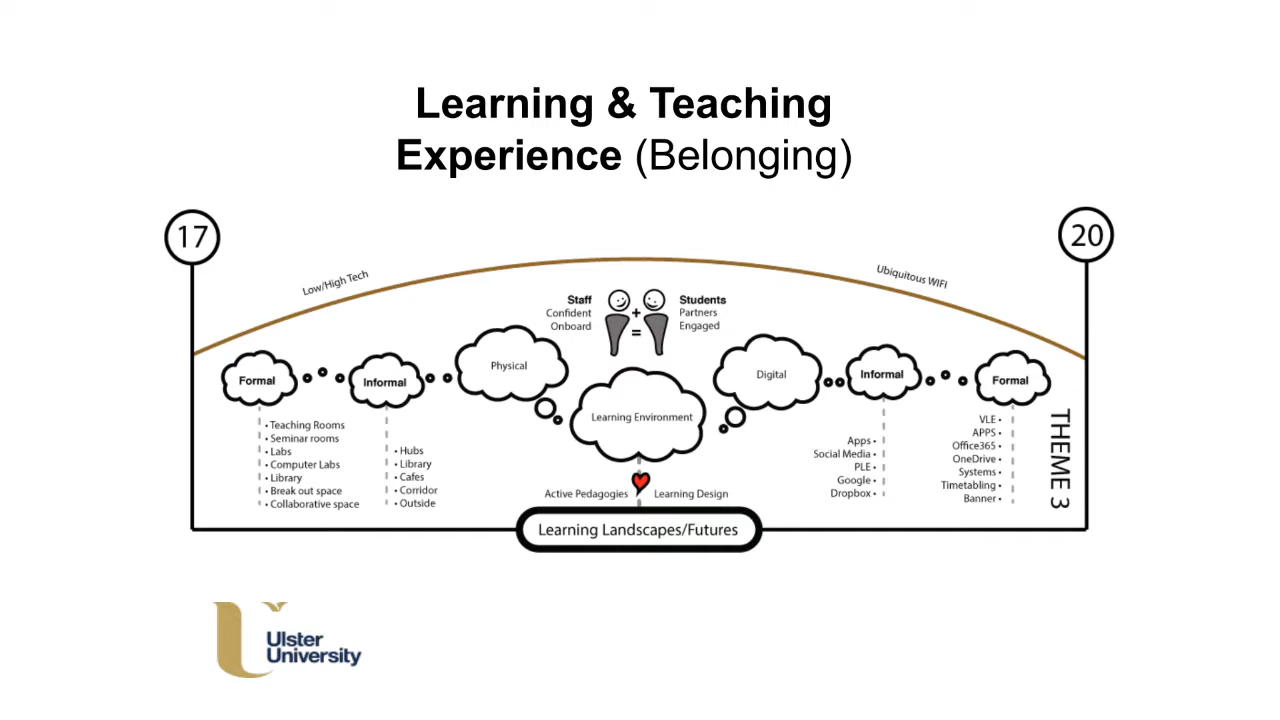 Learning & Teaching
Experience (Belonging)
17
20
Low/High Tech
Ubiquitous WIFI
Staff
Confident
Onboard
+
=
Students
Partners
Engaged
Formal
Informal
Physical
Learning Environment
Digital
Informal
Formal
• Teaching Rooms
• Seminar rooms
• Labs
• Computer Labs
• Library
• Break out space
• Collaborative space
• Hubs
• Library
• Cafes
• Corridor
• Outside
Apps •
Social Media •
PLE •
Google •
Dropbox •
VLE •
APPS •
Office365 •
OneDrive •
Systems •
Timetabling •
Banner •
THEME 3
Active Pedagogies
Learning Design
Learning Landscapes/Futures
Ulster
University